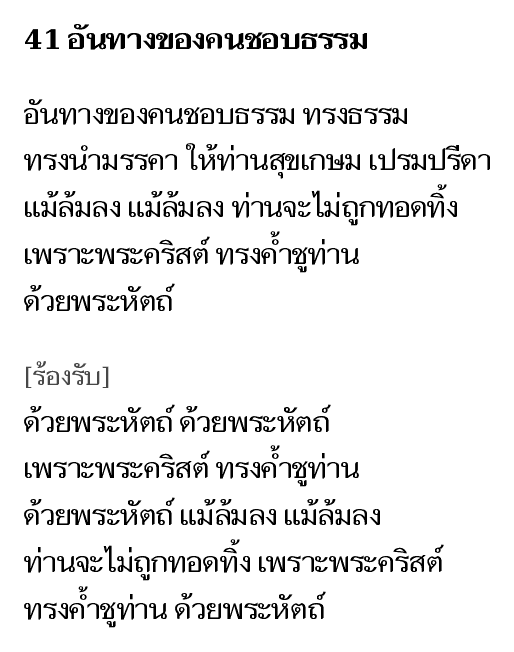 41 อันทางของคนชอบธรรม
อันทางของคนชอบธรรม ทรงธรรม
ทรงนำมรรคา ให้ท่านสุขเกษม เปรมปรีดา
แม้ล้มลง แม้ล้มลง ท่านจะไม่ถูกทอดทิ้ง
เพราะพระคริสต์ ทรงค้ำชูท่าน
ด้วยพระหัตถ์
[ร้องรับ]
ด้วยพระหัตถ์ ด้วยพระหัตถ์
เพราะพระคริสต์ ทรงค้ำชูท่าน
ด้วยพระหัตถ์ แม้ล้มลง แม้ล้มลง
ท่านจะไม่ถูกทอดทิ้ง เพราะพระคริสต์
ทรงค้ำชูท่าน ด้วยพระหัตถ์